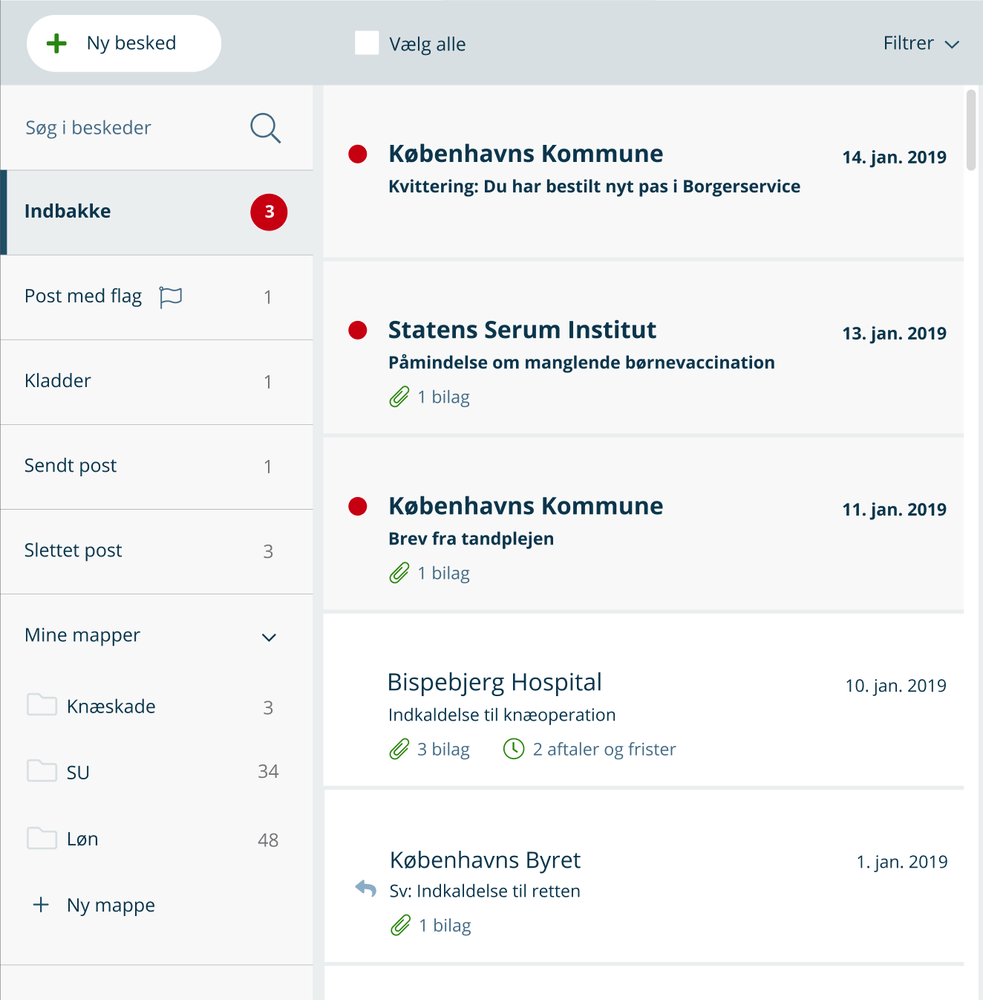 Ny besked
Vælg alle
Filtrer
Søg i beskeder
Indbakke
3
Post med flag
1
Kladder
1
Sendt post
1
Slettet post
3
Mine mapper
Knæskade
3
SU
34
Løn
48
Ny mappe
Københavns Kommune
14. jan. 2019
Kvittering: Du har bestilt nyt pas i Borgerservice
Statens Serum Institut
13. jan. 2019
Påmindelse om manglende børnevaccination
1 bilag
Københavns Kommune
11. jan. 2019
Brev fra tandplejen
1 bilag
Bispebjerg Hospital
10. jan. 2019
Indkaldelse til knæoperation
3 bilag
2 aftaler og frister
Københavns Byret
1. jan. 2019
Sv: Indkaldelse til retten
1 bilag